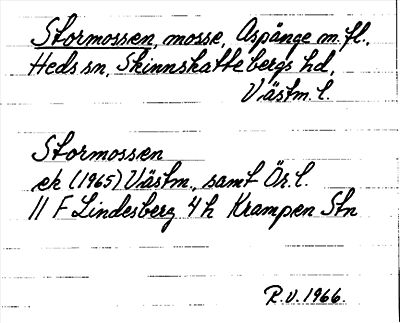 Stormossen, mosse, Aspänge m.fl.,
Heds sn, Skinnskattebergs hd,
Västm. l.
Stormossen
ek (1965) Västm., samt Ör. l.
11 F Lindesberg 4 h Krampen Stn
R.V. 1966.